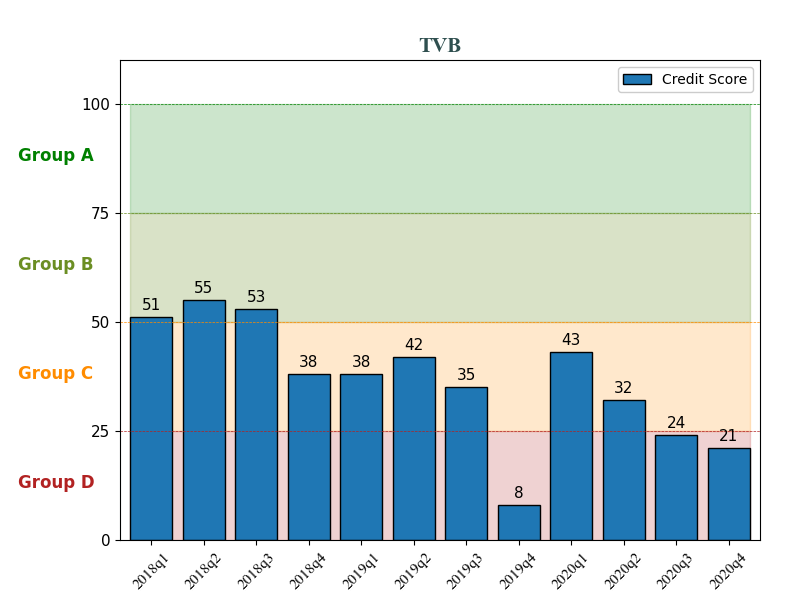 TVB
Credit Score
100
Group A
75
Group B
55
53
51
50
43
42
38
38
35
32
Group C
25
24
21
8
Group D
0
2018q1
2018q2
2018q3
2018q4
2019q1
2019q2
2019q3
2019q4
2020q1
2020q2
2020q3
2020q4